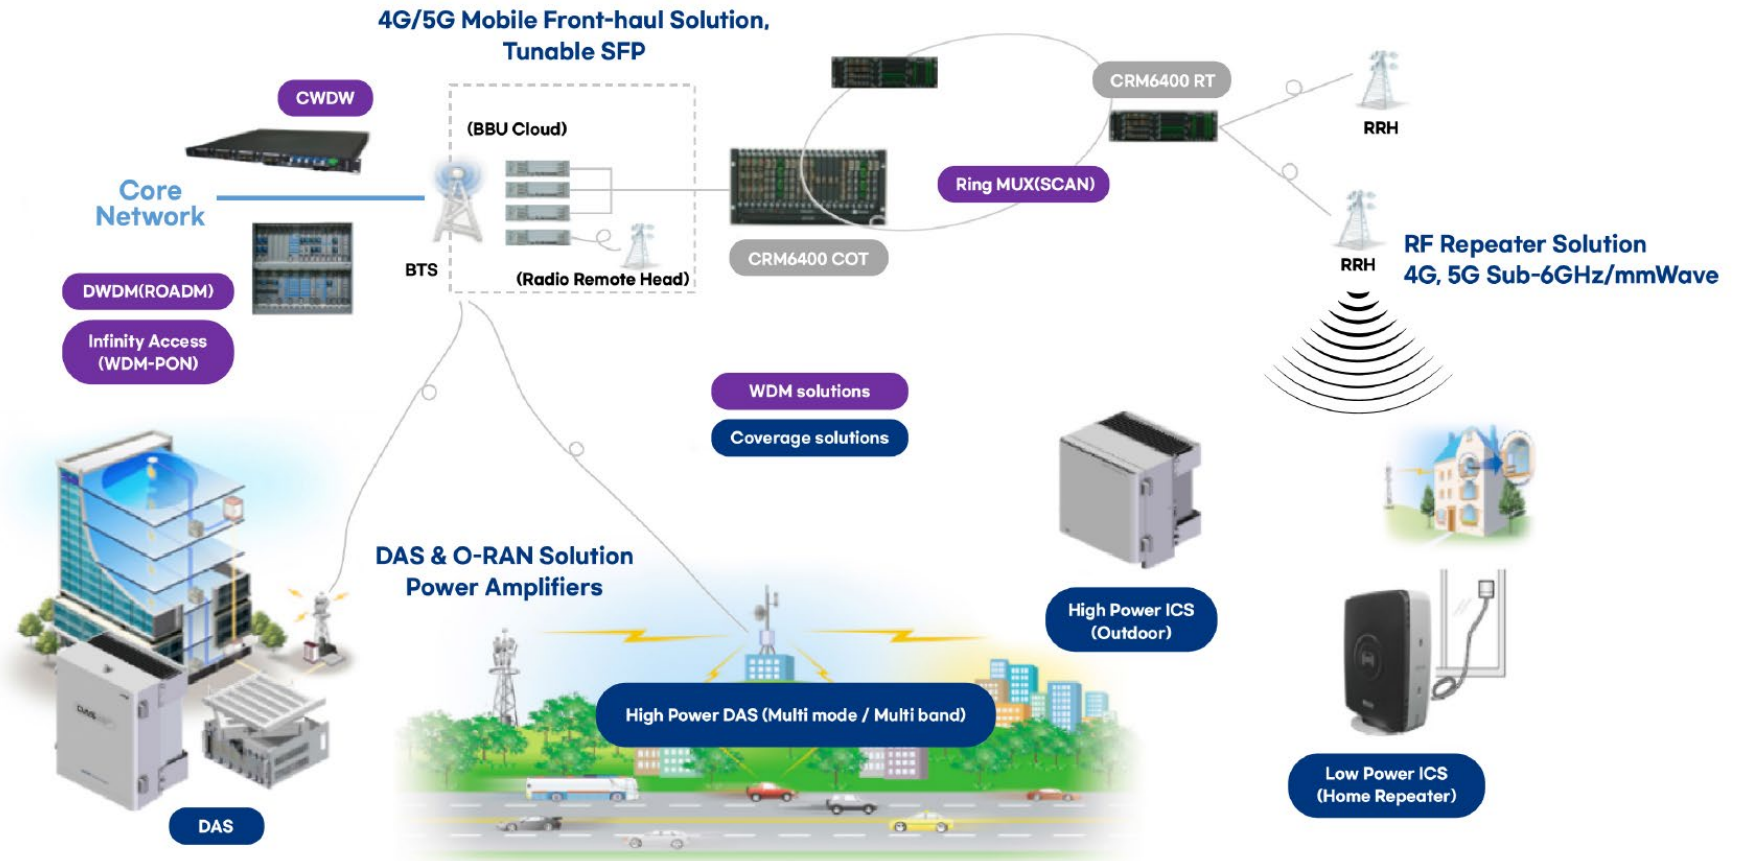 4G/5G Mobile Front-haul Solution,
Tunable SFP
CWDW
(BBU Cloud)
CRM6400 RT
RRH
Core
Network
Ring MUX(SCAN)
BTS
(Radio Remote Head)
CRM6400 COT
RRH
RF Repeater Solution
4G, 5G Sub-6GHz/mmWave
DWDM(ROADM)
Infinity Access
(WDM-PON)
WDM solutions
Coverage solutions
DAS & O-RAN Solution
Power Amplifiers
High Power ICS
(Outdoor)
High Power DAS (Multi mode / Multi band)
DAS
Low Power ICS
(Home Repeater)
DAS